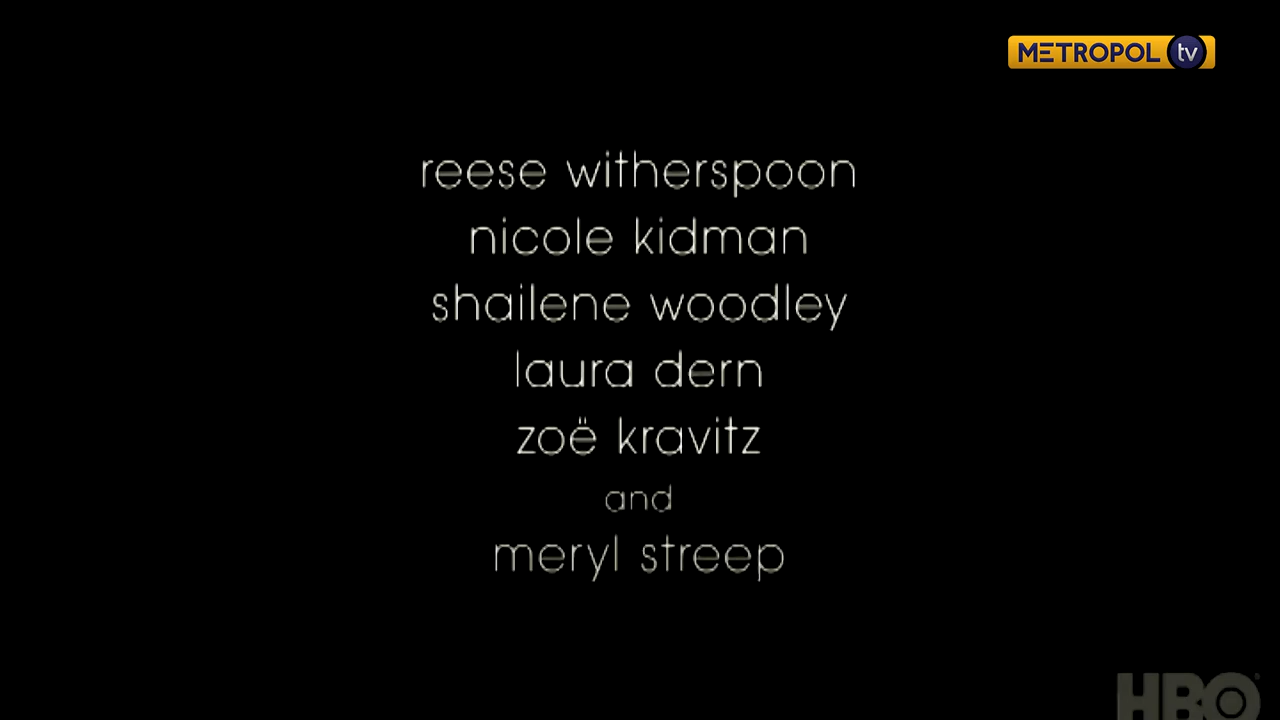 METROPOL tv
reese witherspoon
nicole kidman
shailene woodley
laura dern
zoë kravitz
and
meryl streep
HBO